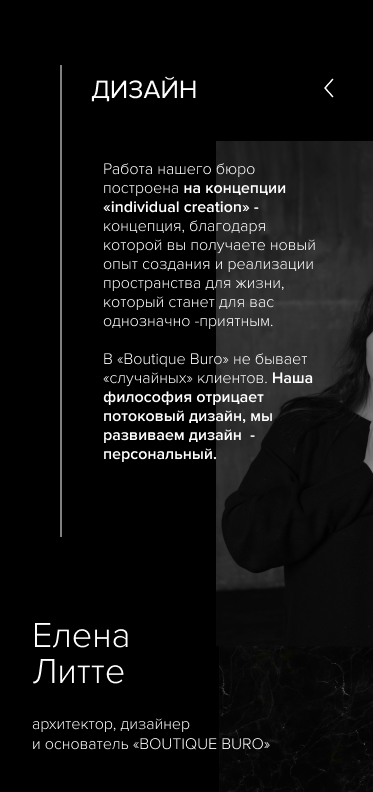 ДИЗАЙН
Работа нашего бюро
построена на концепции
«individual creation» -
концепция, благодаря
которой вы получаете новый
опыт создания и реализации
пространства для жизни,
который станет для вас
однозначно -приятным.
В «Boutique Buro» не бывает
«случайных» клиентов. Наша
философия отрицает
потоковый дизайн, мы
развиваем дизайн  -
персональный.
Елена
Литте
архитектор, дизайнер
и основатель «BOUTIQUE BURO»